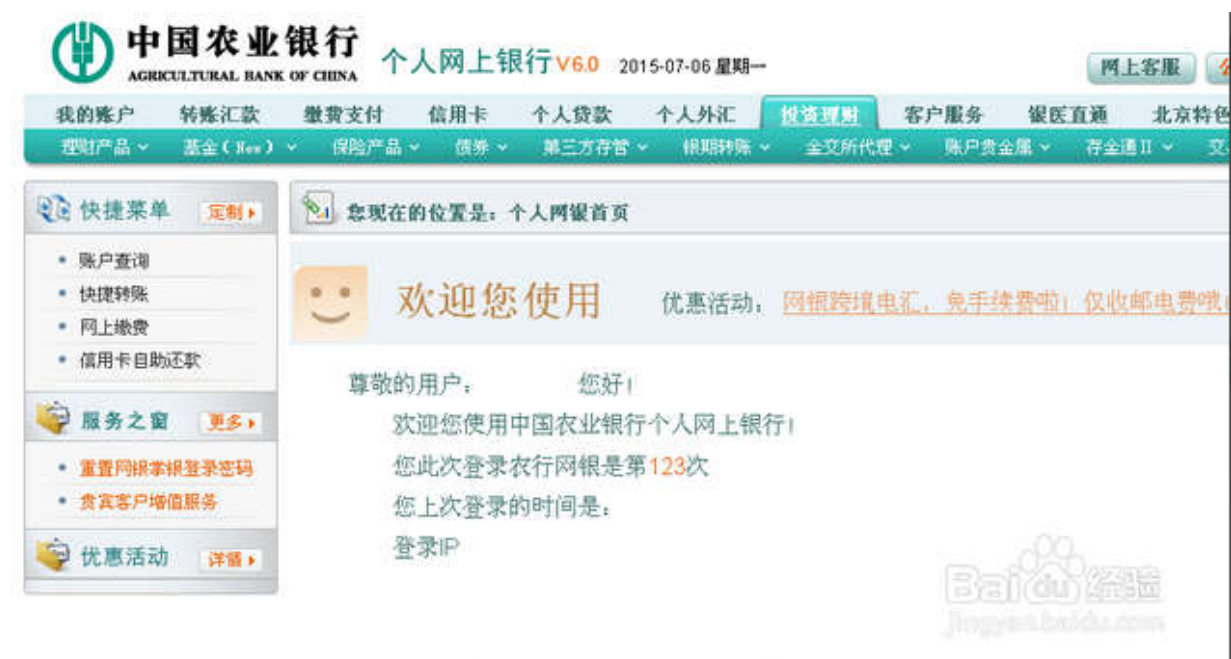 中国农业银行
AGRICULTURAL BANK OF CHINA
个人网上银行V6.0 2015-07-06 星期一
网上客服
我的账户 转账汇款 缴费支付 信用卡 个人贷款 个人外汇 投资理财 客户服务 银医直通 北京特色
理财产品 基金(New) 保险产品 债券 第三方存管 银期转账 金交所代理 账户贵金属 存金通II 交
快捷菜单 定制
您现在的位置是：个人网银首页
账户查询
快捷转账
网上缴费
信用卡自助还款
欢迎您使用 优惠活动：网银跨境电汇，免手续费啦！仅收邮电费哦
服务之窗 更多
重置网银掌银登录密码
贵宾客户增值服务
优惠活动 详情
尊敬的用户： 您好！
欢迎您使用中国农业银行个人网上银行！
您此次登录农行网银是第123次
您上次登录的时间是：
登录IP
Baidu经验
jingyan.baidu.com